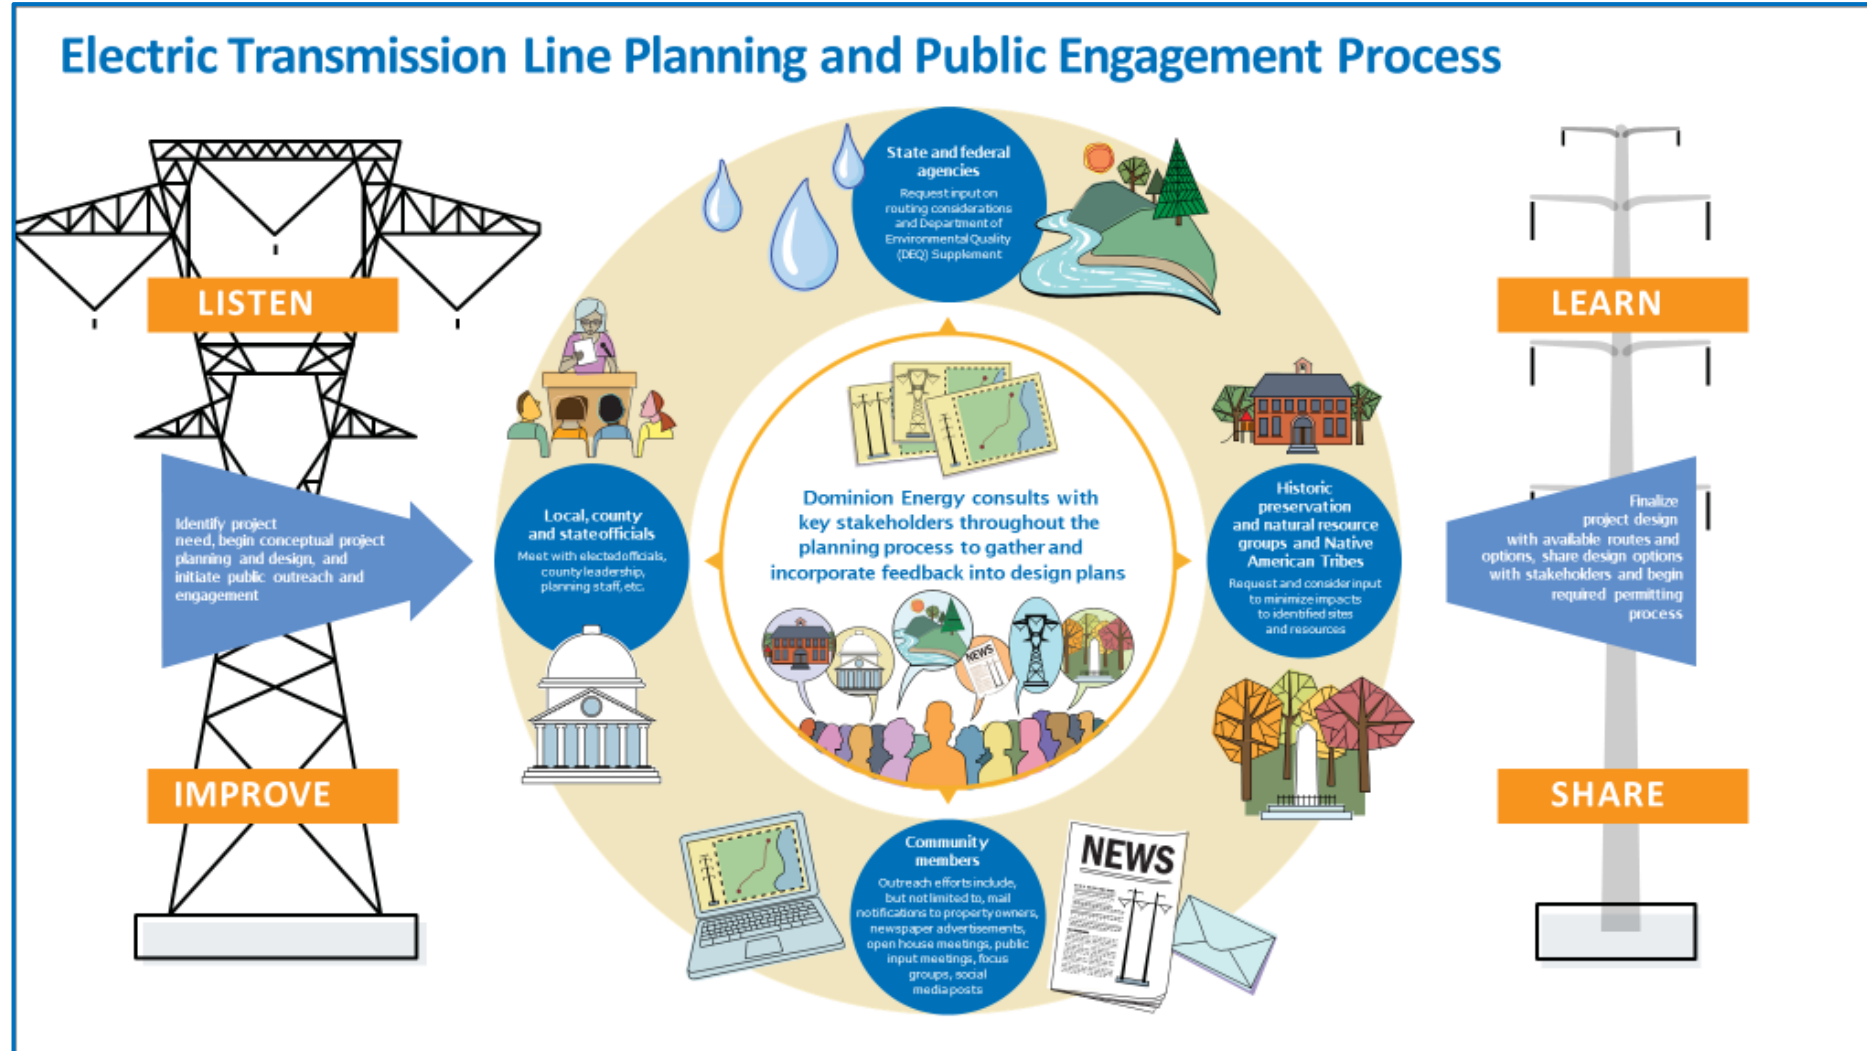 Electric Transmission Line Planning and Public Engagement Process
LISTEN
IMPROVE
Identify project
need, begin conceptual project
planning and design, and
initiate public outreach and
engagement
State and federal
agencies
Request input on
routing considerations
and Department of
Environmental Quality
(DEQ) Supplement
Local, county
and state officials
Meet with elected officials,
county leadership,
planning staff, etc.
Dominion Energy consults with
key stakeholders throughout the
planning process to gather and
incorporate feedback into design plans
NEWS
Historic
preservation
and natural resource
groups and Native
American Tribes
Request and consider input
to minimize impacts
to identified sites
and resources
Community
members
Outreach efforts include,
but not limited to, mail
notifications to property owners,
newspaper advertisements,
open house meetings, public
input meetings, focus
groups, social
media posts
NEWS
LEARN
Finalize
project design
with available routes and
options, share design options
with stakeholders and begin
required permitting
process
SHARE